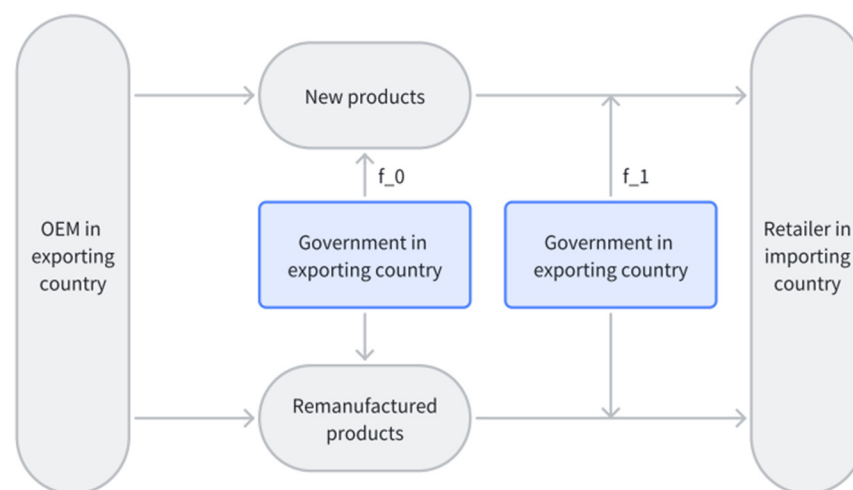 New products
f_0
f_1
OEM in
exporting
country
Government in
exporting country
Government in
exporting country
Retailer in
importing
country
Remanufactured
products